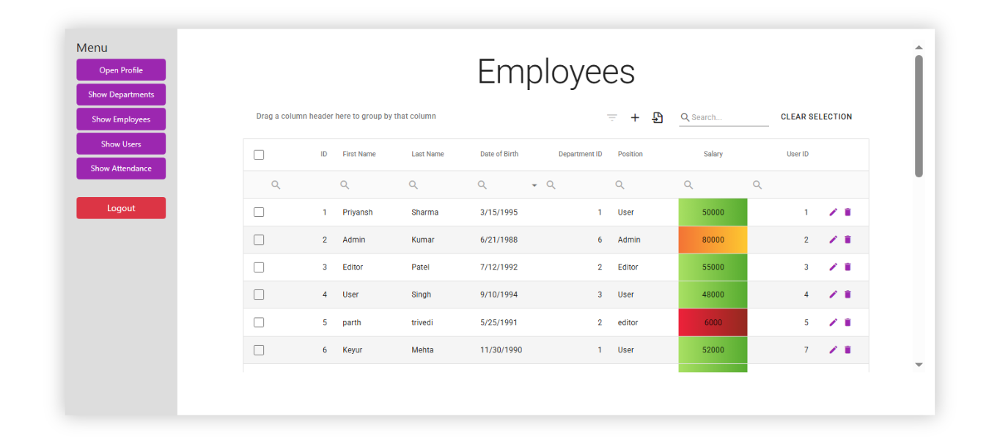 Menu
Open Profile
Show Departments
Show Employees
Show Users
Show Attendance
Logout
Employees
Drag a column header here to group by that column
Search...
CLEAR SELECTION
ID First Name Last Name Date of Birth Department ID Position Salary User ID
1 Priyansh Sharma 3/15/1995 1 User 50000 1
2 Admin Kumar 6/21/1988 6 Admin 80000 2
3 Editor Patel 7/12/1992 2 Editor 55000 3
4 User Singh 9/10/1994 3 User 48000 4
5 parth trivedi 5/25/1991 2 editor 6000 5
6 Keyur Mehta 11/30/1990 1 User 52000 7